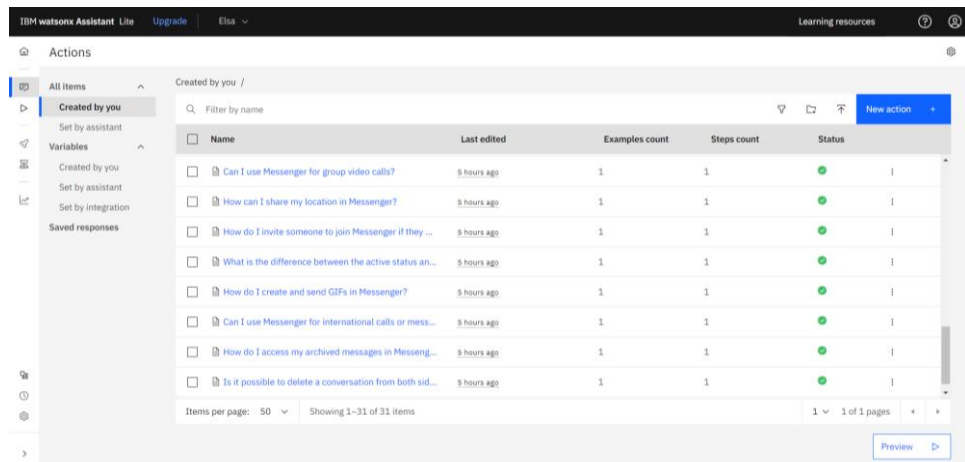 IBM watsonx Assistant Lite Upgrade Elsa Learning resources
Actions
All items
Created by you
Set by assistant
Variables
Created by you
Set by assistant
Set by integration
Saved responses
Created by you /
Filter by name
New action +
Name Last edited Examples count Steps count Status
Can I use Messenger for group video calls? 5 hours ago 1 1
How can I share my location in Messenger? 5 hours ago 1 1
How do I invite someone to join Messenger if they ... 5 hours ago 1 1
What is the difference between the active status an... 5 hours ago 1 1
How do I create and send GIFs in Messenger? 5 hours ago 1 1
Can I use Messenger for international calls or mess... 5 hours ago 1 1
How do I access my archived messages in Messeng... 5 hours ago 1 1
Is it possible to delete a conversation from both sid... 5 hours ago 1 1
Items per page: 50 Showing 1–31 of 31 items 1 1 of 1 pages
Preview